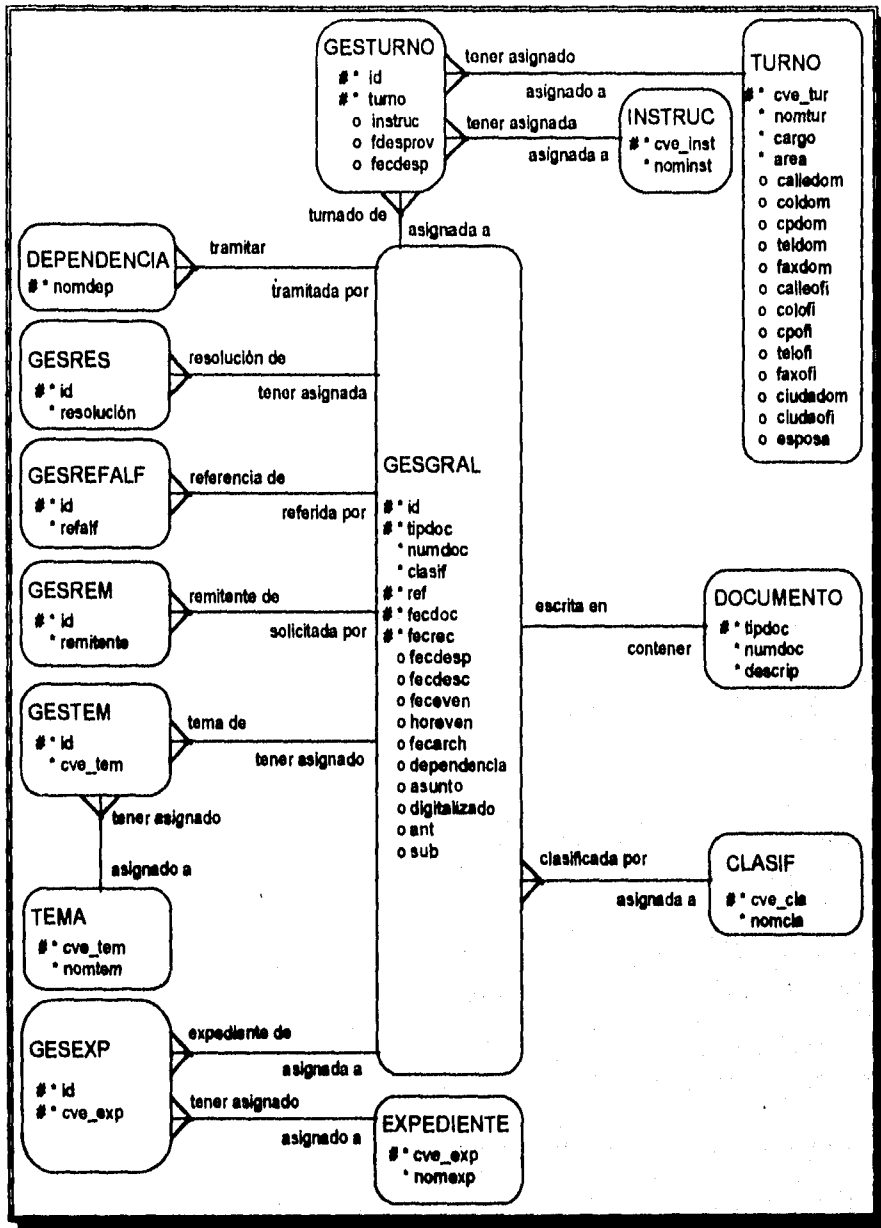 GESTURNO
# * id
# * turno
o instruc
o fdesprov
o fecdesp
tener asignado
asignado a
tener asignada
asignada a
TURNO
# * cve_tur
* nomtur
* cargo
* area
o calledom
o coldom
o cpdom
o teldom
o faxdom
o calleofi
o colofi
o cpofi
o telofi
o faxofi
o ciudadom
o ciudaofi
o esposa
INSTRUC
# * cve_inst
* nominst
turnado de
asignada a
DEPENDENCIA
# * nomdep
tramitar
tramitada por
GESRES
# * id
* resolución
resolución de
tener asignada
GESREFALF
# * id
* refalf
referencia de
referida por
GESREM
# * id
* remitente
remitente de
solicitada por
GESTEM
# * id
* cve_tem
tema de
tener asignado
tener asignado
asignado a
TEMA
# * cve_tem
* nomtem
GESGRAL
# * id
# * tipdoc
* numdoc
* clasif
# * ref
# * fecdoc
# * fecrec
o fecdesp
o fecdesc
o feceven
o horeven
o fecarch
o dependencia
o asunto
o digitalizado
o ant
o sub
escrita en
contener
DOCUMENTO
# * tipdoc
* numdoc
* descrip
clasificada por
asignada a
CLASIF
# * cve_cla
* nomcla
GESEXP
# * id
# * cve_exp
expediente de
asignada a
tener asignado
asignado a
EXPEDIENTE
# * cve_exp
* nomexp